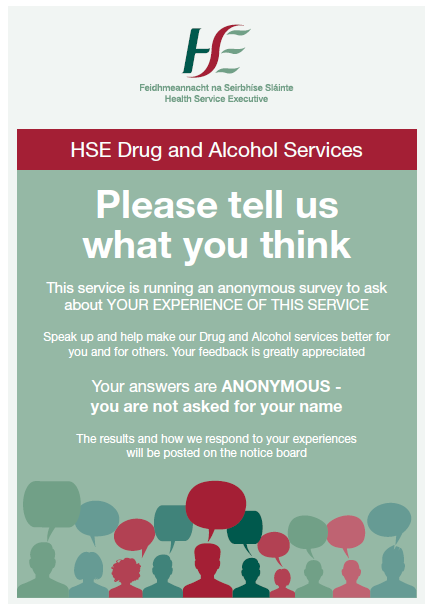 HSE
Feidhmeannacht na Seirbhíse Sláinte
Health Service Executive
HSE Drug and Alcohol Services
Please tell us
what you think
This service is running an anonymous survey to ask
about YOUR EXPERIENCE OF THIS SERVICE
Speak up and help make our Drug and Alcohol services better for
you and for others. Your feedback is greatly appreciated
Your answers are ANONYMOUS -
you are not asked for your name
The results and how we respond to your experiences
will be posted on the notice board